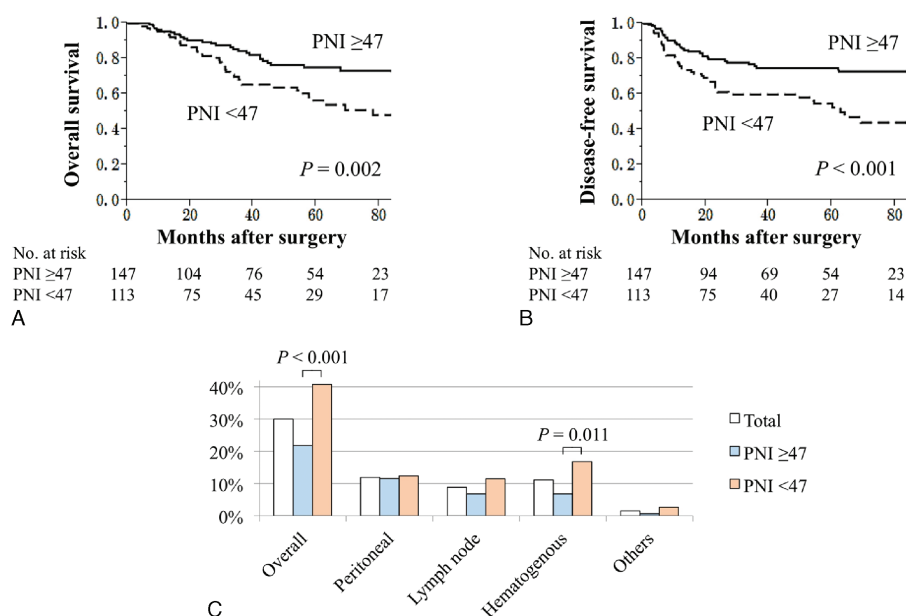 1.0
0.8
0.6
0.4
0.2
0.0
Overall survival
PNI ≥47
PNI <47
P = 0.002
0 20 40 60 80
Months after surgery
No. at risk
PNI ≥47 147 104 76 54 23
PNI <47 113 75 45 29 17
A
1.0
0.8
0.6
0.4
0.2
0.0
Disease-free survival
PNI ≥47
PNI <47
P < 0.001
0 20 40 60 80
Months after surgery
No. at risk
PNI ≥47 147 94 69 54 23
PNI <47 113 75 40 27 14
B
P < 0.001
P = 0.011
40%
30%
20%
10%
0%
Overall
Peritoneal
Lymph node
Hematogenous
Others
Total
PNI ≥47
PNI <47
C